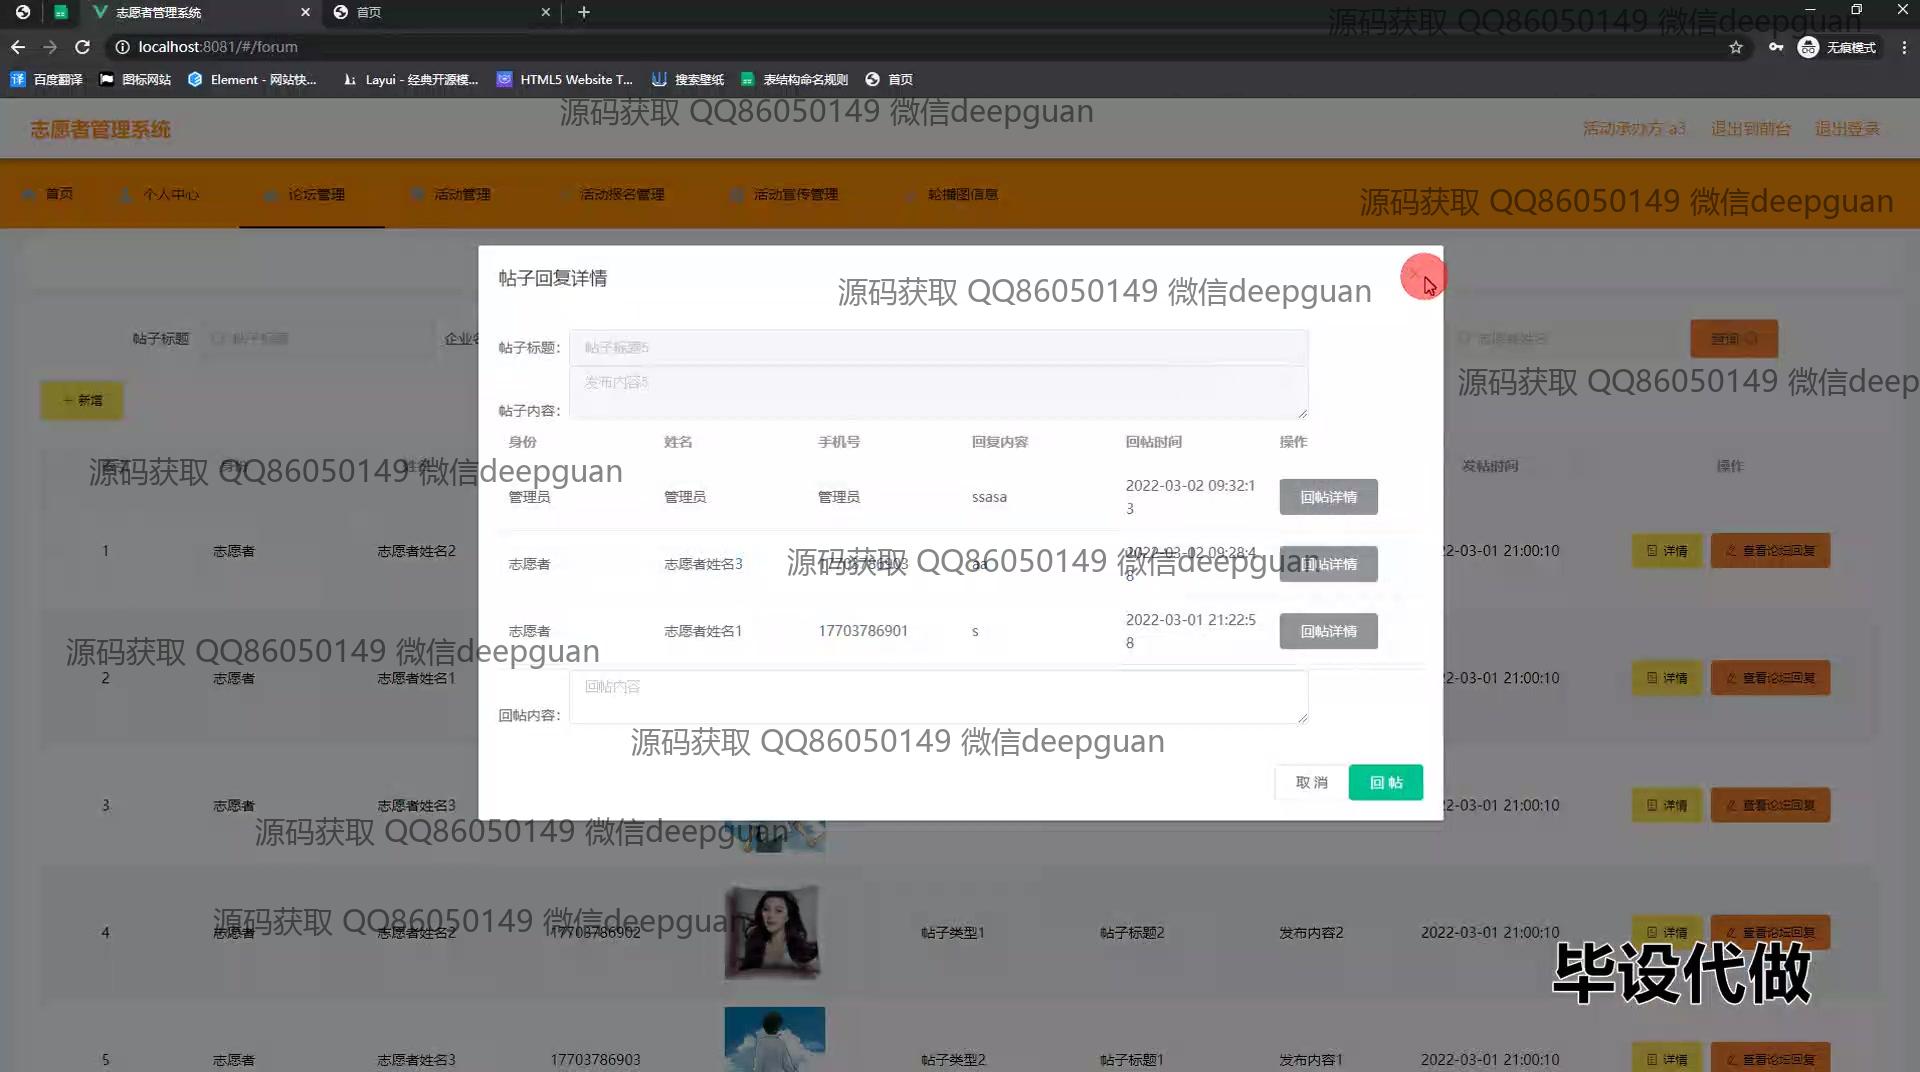 志愿者管理系统
首页
localhost:8081/#/forum
无痕模式
百度翻译
图标网站
Element - 网站快...
Layui - 经典开源模...
HTML5 Website T...
搜索壁纸
表结构命名规则
首页
源码获取 QQ86050149 微信deepguan
源码获取 QQ86050149 微信deepguan
志愿者管理系统
活动承办方 a3
退出到前台
退出登录
首页
个人中心
论坛管理
活动管理
活动报名管理
活动宣传管理
轮播图信息
源码获取 QQ86050149 微信deepguan
帖子回复详情
源码获取 QQ86050149 微信deepguan
帖子标题
帖子标题
企业名
志愿者姓名
查询
帖子标题：
帖子标题5
发布内容5
帖子内容：
+ 新增
源码获取 QQ86050149 微信deep
身份
姓名
手机号
回复内容
回帖时间
操作
源码获取 QQ86050149 微信deepguan
发帖时间
操作
管理员
管理员
管理员
ssasa
2022-03-02 09:32:1
3
回帖详情
志愿者
志愿者姓名3
17703786903
aa
2022-03-02 09:28:4
8
回帖详情
源码获取 QQ86050149 微信deepguan
志愿者
志愿者姓名1
17703786901
s
2022-03-01 21:22:5
8
回帖详情
回帖内容：
回帖内容
源码获取 QQ86050149 微信deepguan
取 消
回 帖
1
志愿者
志愿者姓名2
22-03-01 21:00:10
详情
查看论坛回复
源码获取 QQ86050149 微信deepguan
2
志愿者
志愿者姓名1
22-03-01 21:00:10
详情
查看论坛回复
3
志愿者
志愿者姓名3
22-03-01 21:00:10
详情
查看论坛回复
源码获取 QQ86050149 微信deepguan
4
志愿者
志愿者姓名2
17703786902
帖子类型1
帖子标题2
发布内容2
2022-03-01 21:00:10
详情
查看论坛回复
源码获取 QQ86050149 微信deepguan
毕设代做
5
志愿者
志愿者姓名3
17703786903
帖子类型2
帖子标题1
发布内容1
2022-03-01 21:00:10
详情
查看论坛回复